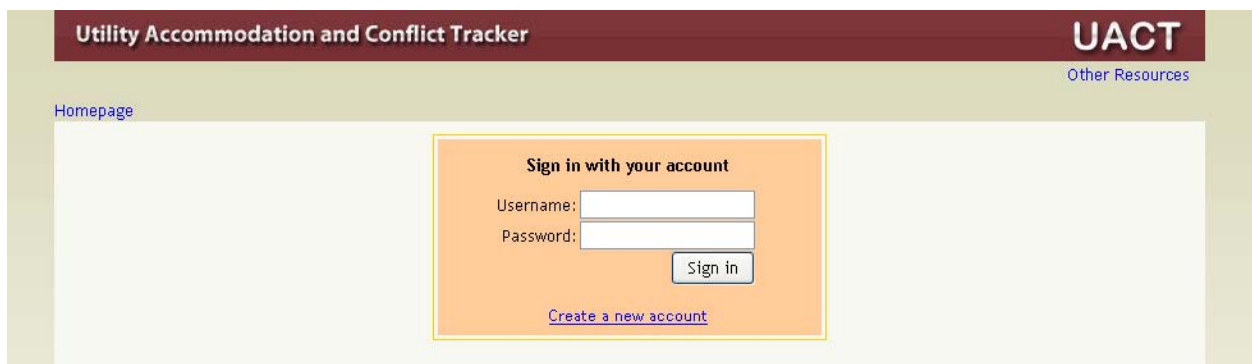 Utility Accommodation and Conflict Tracker
UACT
Other Resources
Homepage
Sign in with your account
Username:
Password:
Sign in
Create a new account